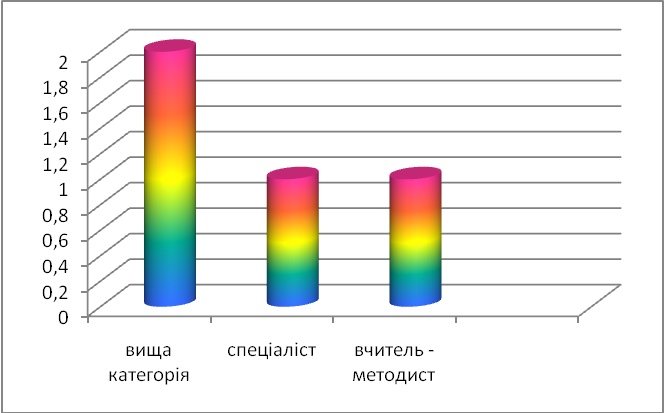 2
1,8
1,6
1,4
1,2
1
0,8
0,6
0,4
0,2
0
вища
категорія
спеціаліст
вчитель -
методист